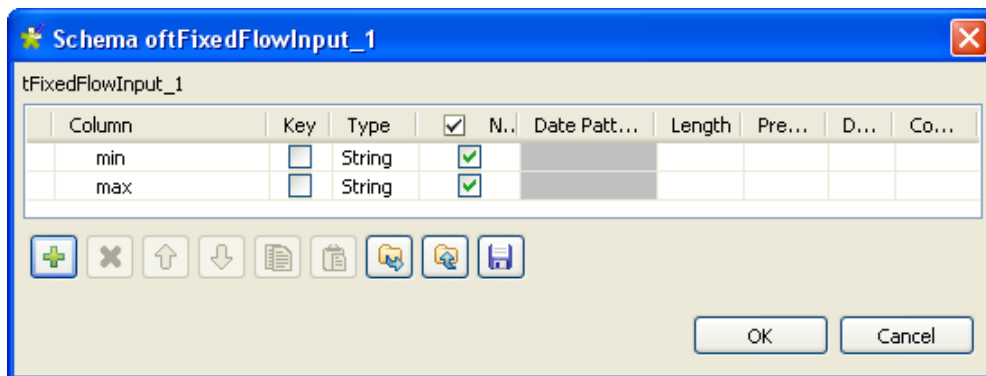 Schema oftFixedFlowInput_1
tFixedFlowInput_1
Column Key Type N.. Date Patt... Length Pre... D... Co...
min String
max String
OK Cancel